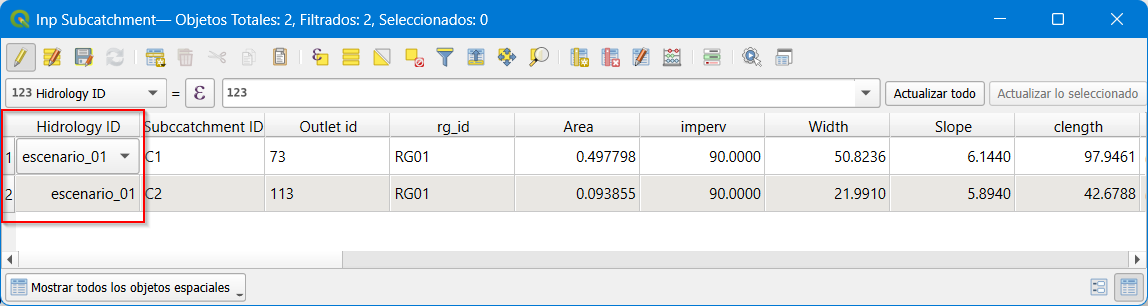 Inp Subcatchment— Objetos Totales: 2, Filtrados: 2, Seleccionados: 0
123 Hidrology ID = ε 123 Actualizar todo Actualizar lo seleccionado
Hidrology ID Subccatchment ID Outlet id rg_id Area imperv Width Slope clength
1 escenario_01 C1 73 RG01 0.497798 90.0000 50.8236 6.1440 97.9461
2 escenario_01 C2 113 RG01 0.093855 90.0000 21.9910 5.8940 42.6788
Mostrar todos los objetos espaciales